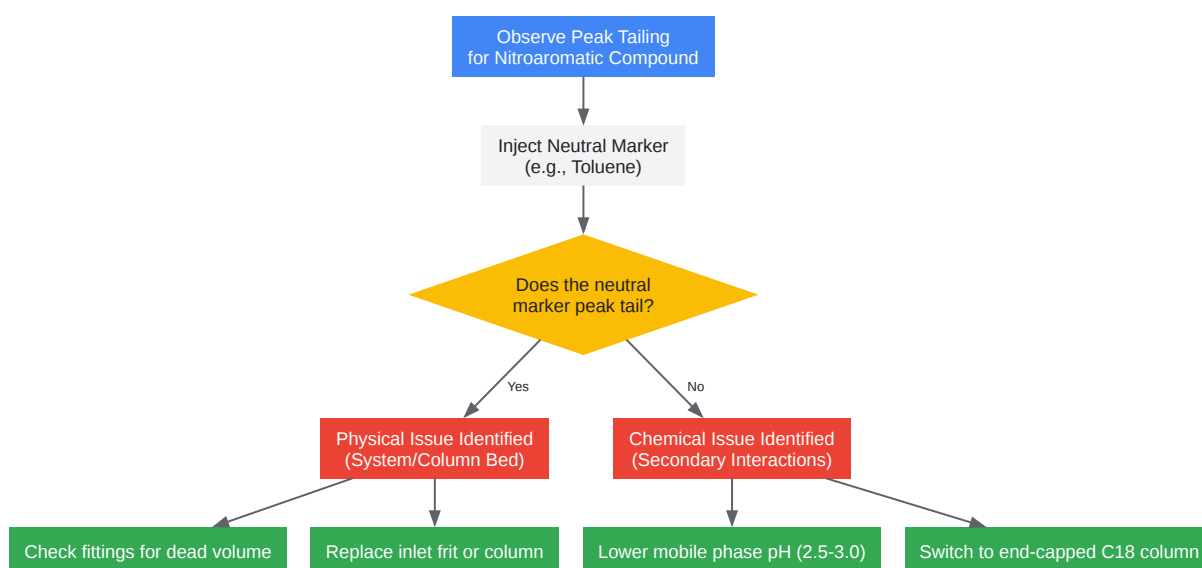 Observe Peak Tailing
for Nitroaromatic Compound
Inject Neutral Marker
(e.g., Toluene)
Does the neutral
marker peak tail?
Yes
No
Physical Issue Identified
(System/Column Bed)
Chemical Issue Identified
(Secondary Interactions)
Check fittings for dead volume
Replace inlet frit or column
Lower mobile phase pH (2.5-3.0)
Switch to end-capped C18 column